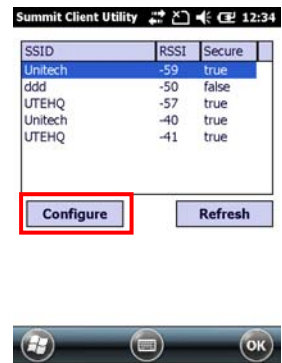 Summit Client Utility 12:34
SSID RSSI Secure
Unitech -59 true
ddd -50 false
UTEHQ -57 true
Unitech -40 true
UTEHQ -41 true
Configure Refresh
OK